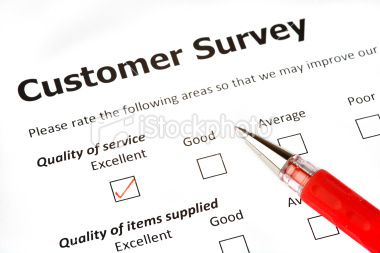 Customer Survey
Please rate the following areas so that we may improve our
Quality of service
Excellent Good Average Poor
iStockphoto
Quality of items supplied
Excellent Good